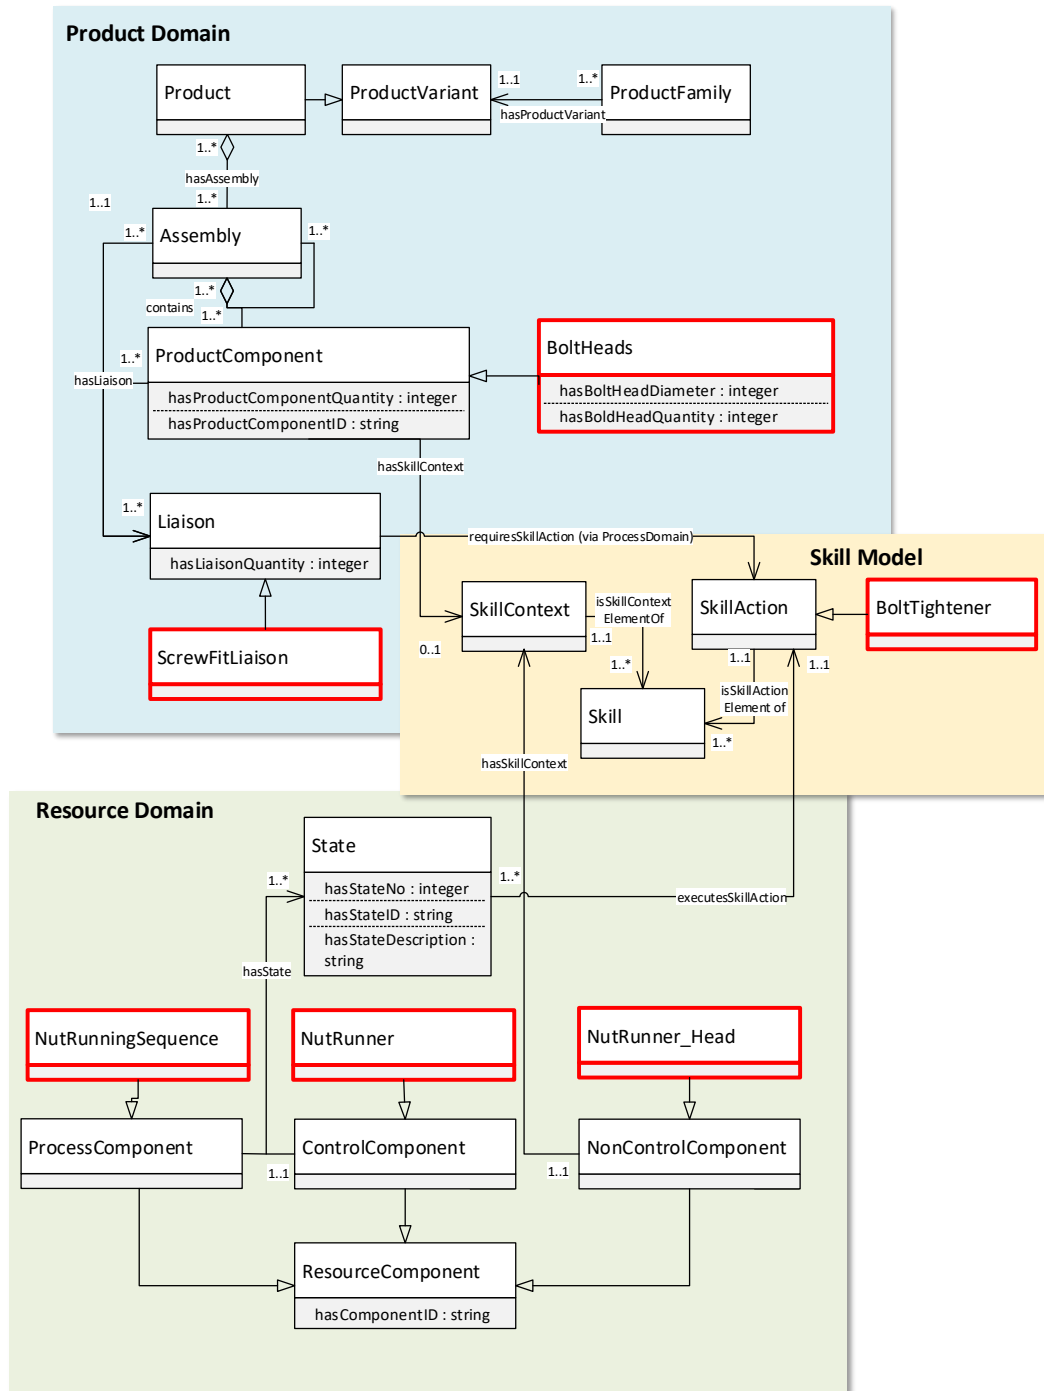 Product Domain
Product
ProductVariant
1..1
1..*
ProductFamily
hasProductVariant
1..*
hasAssembly
1..1
1..*
1..*
Assembly
1..*
1..*
contains
1..*
ProductComponent
1..*
hasLiaison
hasProductComponentQuantity : integer
hasProductComponentID : string
BoltHeads
hasBoltHeadDiameter : integer
hasBoldHeadQuantity : integer
hasSkillContext
1..*
Liaison
hasLiaisonQuantity : integer
requiresSkillAction (via ProcessDomain)
Skill Model
SkillContext
isSkillContext
ElementOf
SkillAction
BoltTightener
0..1
1..1
1..1
1..1
ScrewFitLiaison
1..*
isSkillAction
Element of
Skill
1..*
hasSkillContext
Resource Domain
State
1..*
1..*
hasStateNo : integer
hasStateID : string
hasStateDescription :
string
executesSkillAction
hasState
NutRunningSequence
NutRunner
NutRunner_Head
ProcessComponent
ControlComponent
NonControlComponent
1..1
1..1
ResourceComponent
hasComponentID : string